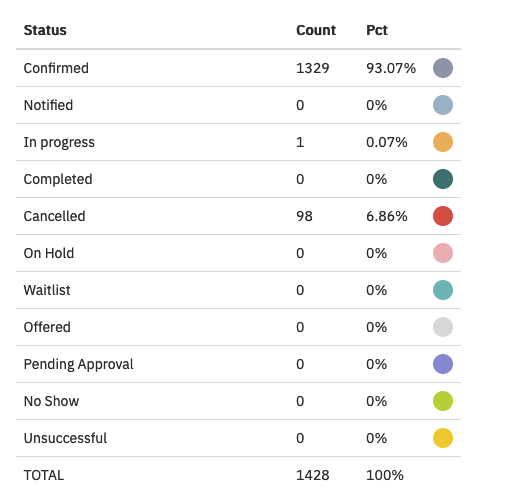 Status Count Pct
Confirmed 1329 93.07%
Notified 0 0%
In progress 1 0.07%
Completed 0 0%
Cancelled 98 6.86%
On Hold 0 0%
Waitlist 0 0%
Offered 0 0%
Pending Approval 0 0%
No Show 0 0%
Unsuccessful 0 0%
TOTAL 1428 100%